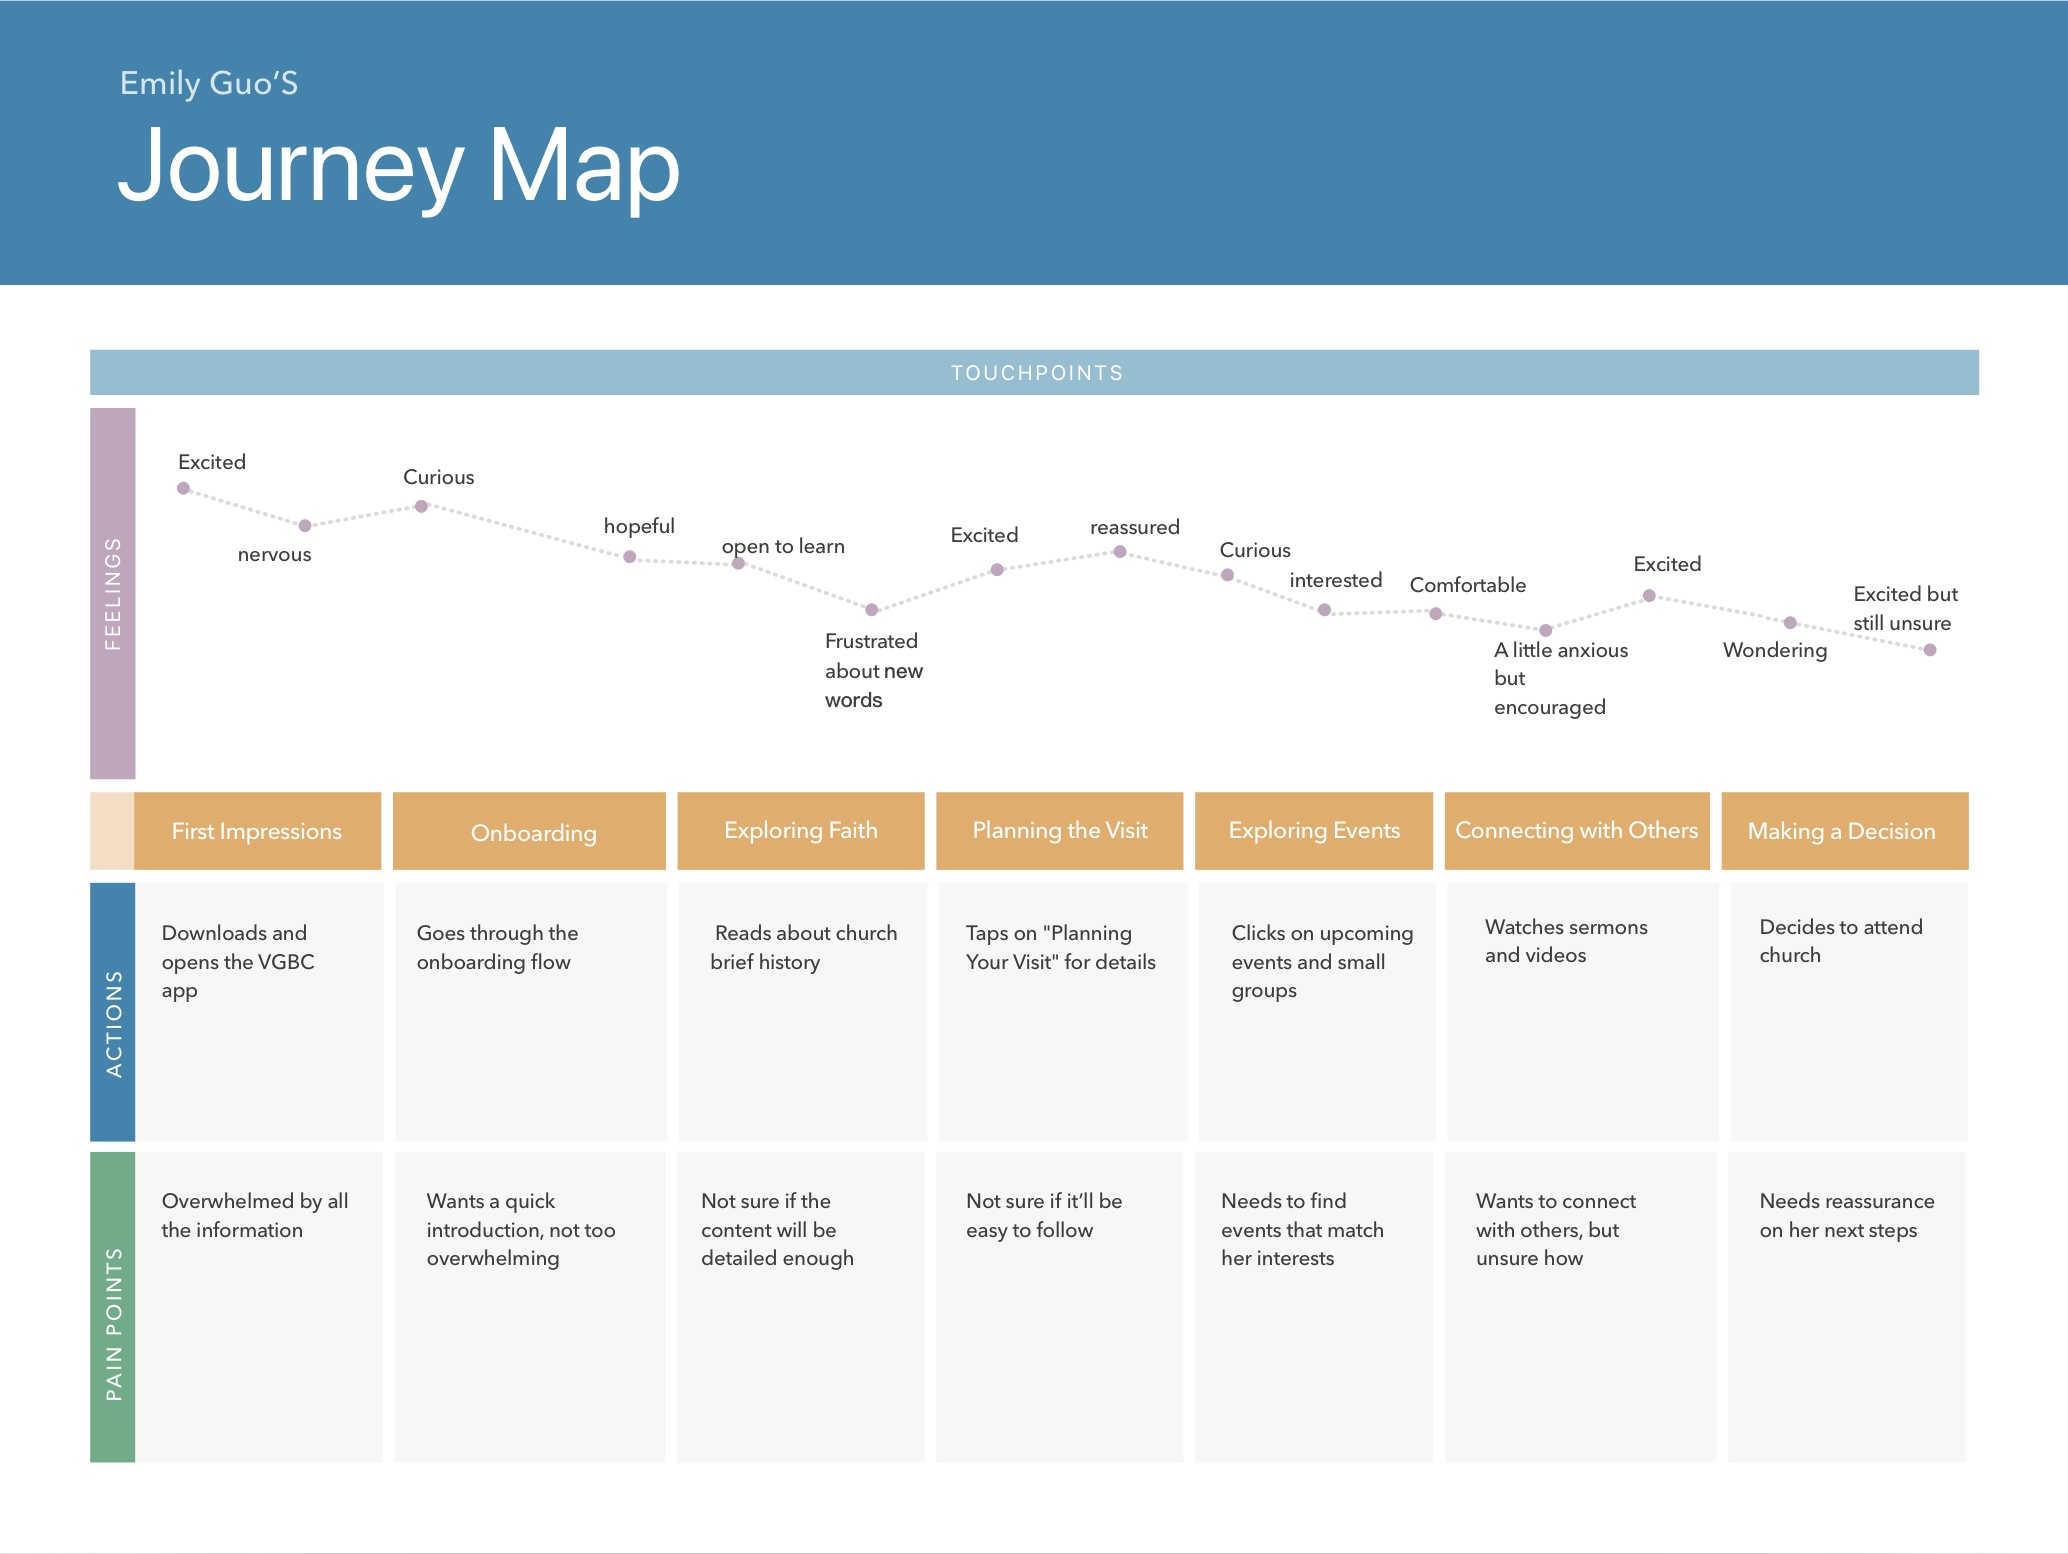 Emily Guo’S
Journey Map
TOUCHPOINTS
FEELINGS
Excited
nervous
Curious
hopeful
open to learn
Frustrated
about new
words
Excited
reassured
Curious
interested
Comfortable
A little anxious
but
encouraged
Excited
Wondering
Excited but
still unsure
First Impressions
Onboarding
Exploring Faith
Planning the Visit
Exploring Events
Connecting with Others
Making a Decision
ACTIONS
Downloads and
opens the VGBC
app
Goes through the
onboarding flow
Reads about church
brief history
Taps on "Planning
Your Visit" for details
Clicks on upcoming
events and small
groups
Watches sermons
and videos
Decides to attend
church
PAIN POINTS
Overwhelmed by all
the information
Wants a quick
introduction, not too
overwhelming
Not sure if the
content will be
detailed enough
Not sure if it’ll be
easy to follow
Needs to find
events that match
her interests
Wants to connect
with others, but
unsure how
Needs reassurance
on her next steps